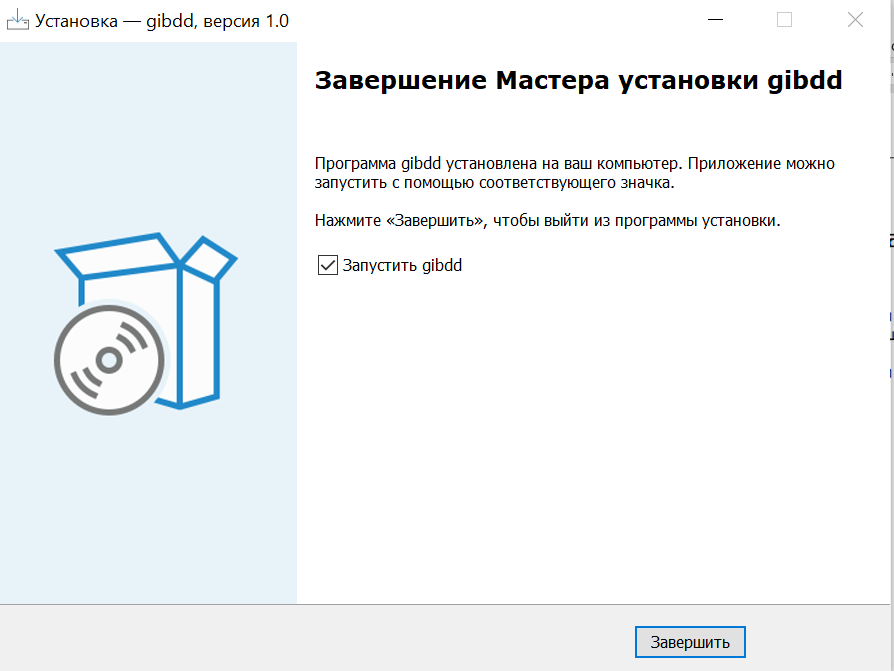 Установка — gibdd, версия 1.0
Завершение Мастера установки gibdd
Программа gibdd установлена на ваш компьютер. Приложение можно
запустить с помощью соответствующего значка.
Нажмите «Завершить», чтобы выйти из программы установки.
Запустить gibdd
Завершить